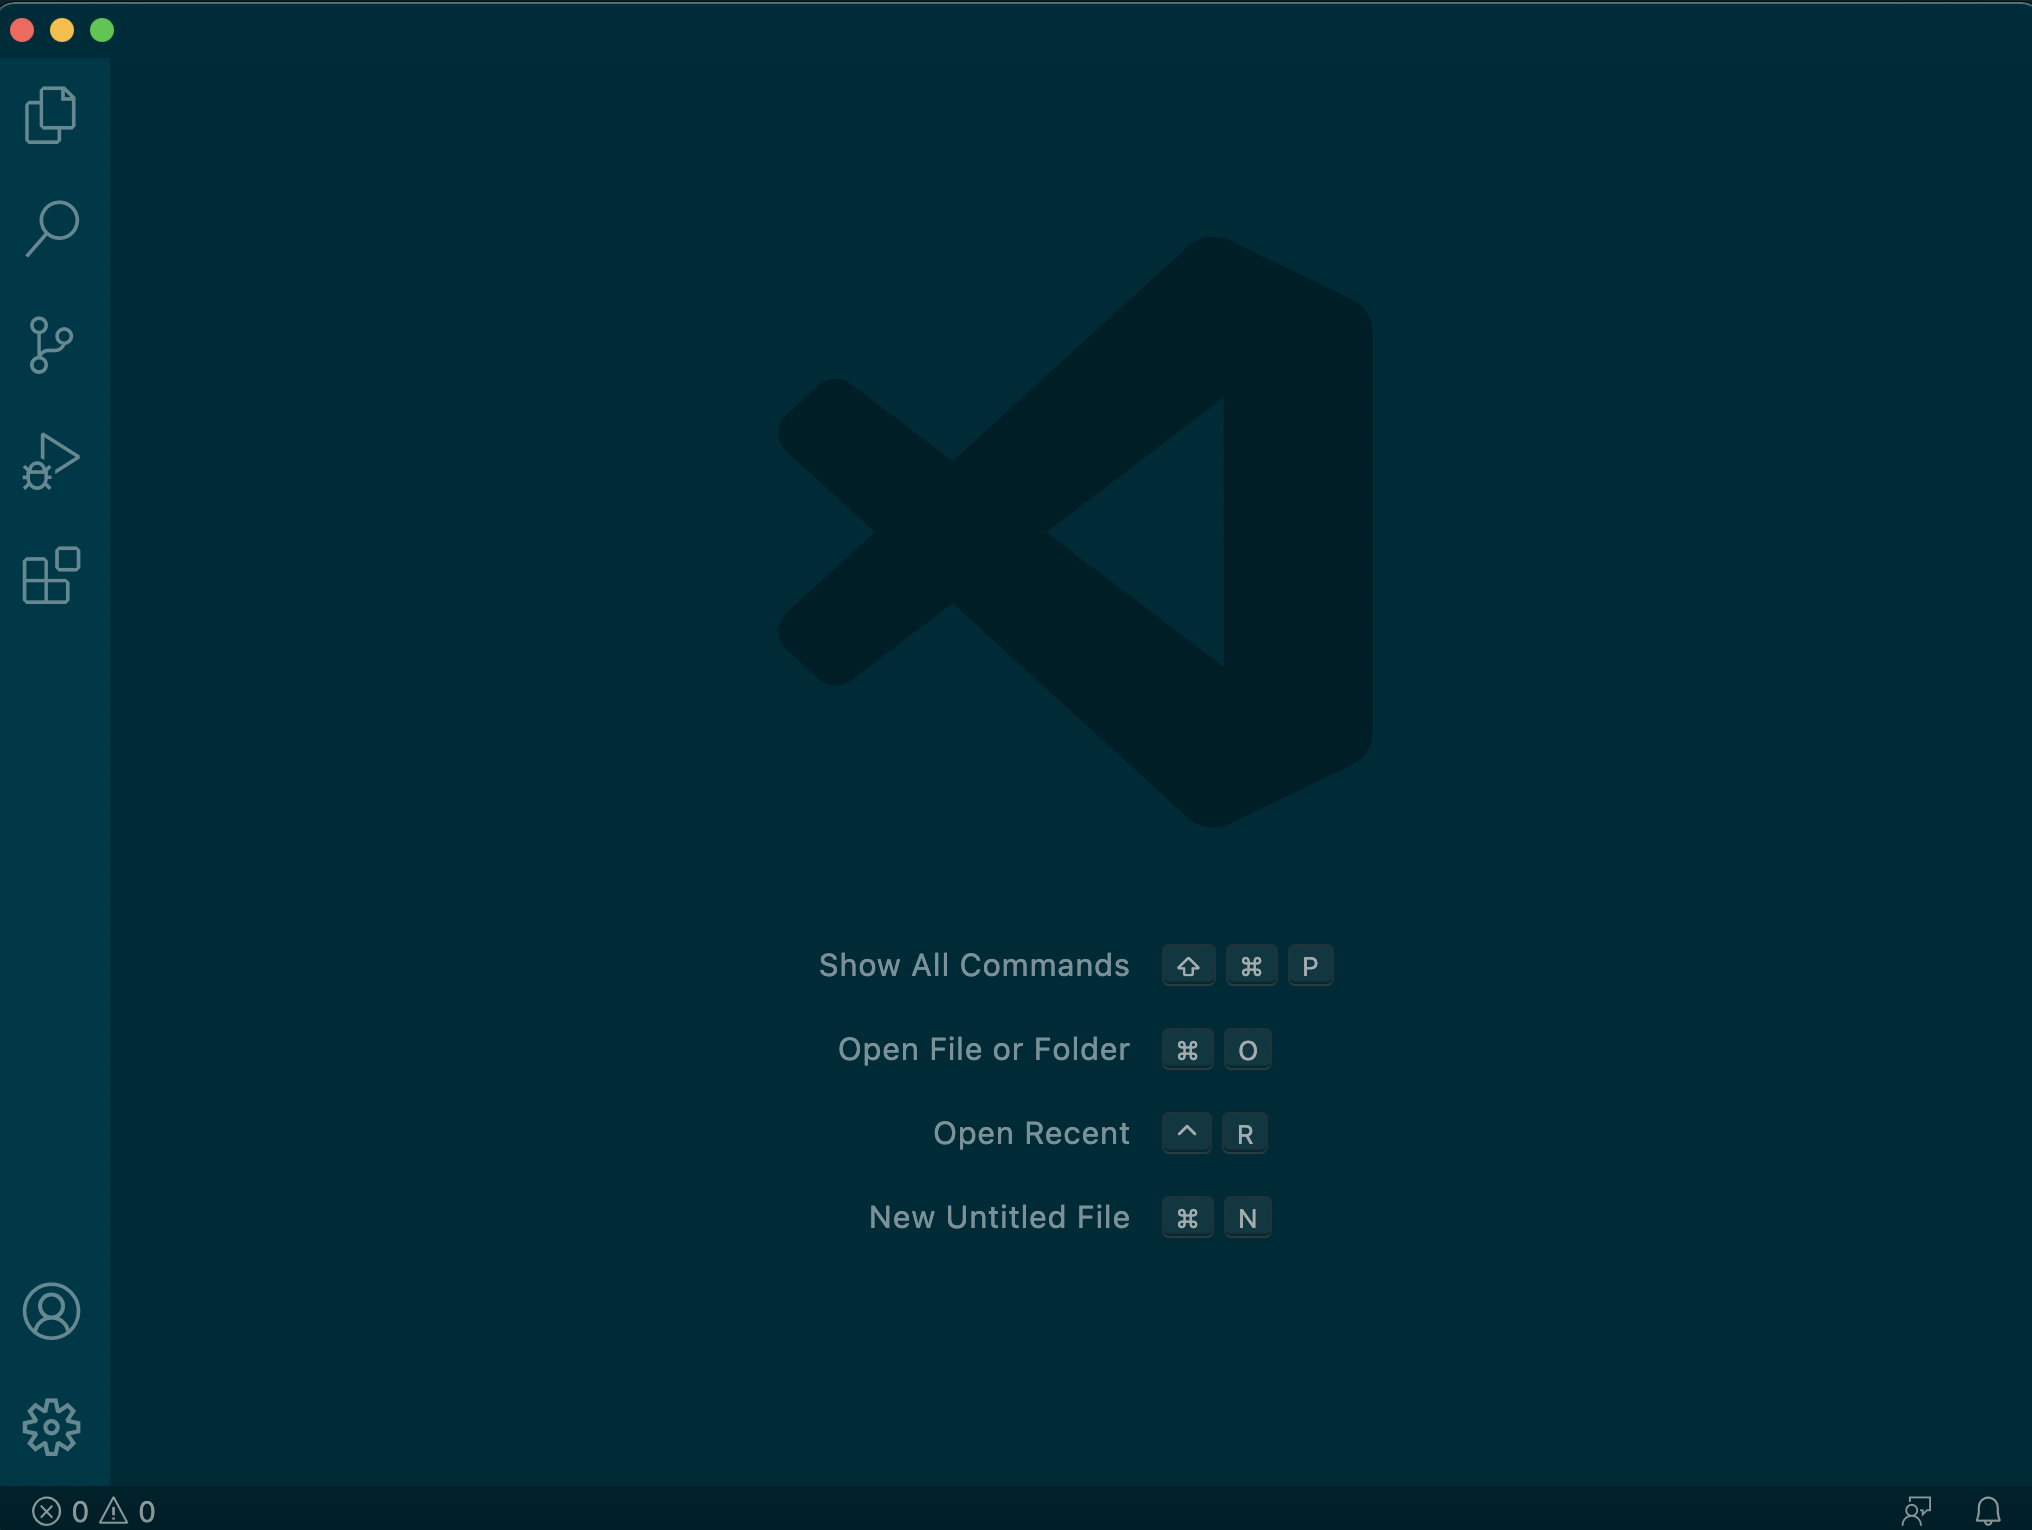 Show All Commands ⇧ ⌘ P
Open File or Folder ⌘ O
Open Recent ^ R
New Untitled File ⌘ N
0 0